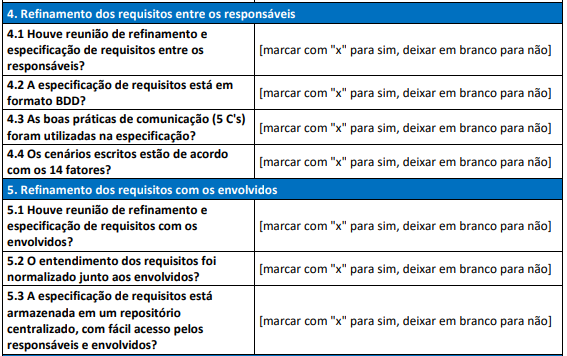 4. Refinamento dos requisitos entre os responsáveis
4.1 Houve reunião de refinamento e
especificação de requisitos entre os
responsáveis?
[marcar com "x" para sim, deixar em branco para não]
4.2 A especificação de requisitos está em
formato BDD?
[marcar com "x" para sim, deixar em branco para não]
4.3 As boas práticas de comunicação (5 C's)
foram utilizadas na especificação?
[marcar com "x" para sim, deixar em branco para não]
4.4 Os cenários escritos estão de acordo
com os 14 fatores?
[marcar com "x" para sim, deixar em branco para não]
5. Refinamento dos requisitos com os envolvidos
5.1 Houve reunião de refinamento e
especificação de requisitos com os
envolvidos?
[marcar com "x" para sim, deixar em branco para não]
5.2 O entendimento dos requisitos foi
normalizado junto aos envolvidos?
[marcar com "x" para sim, deixar em branco para não]
5.3 A especificação de requisitos está
armazenada em um repositório
centralizado, com fácil acesso pelos
responsáveis e envolvidos?
[marcar com "x" para sim, deixar em branco para não]